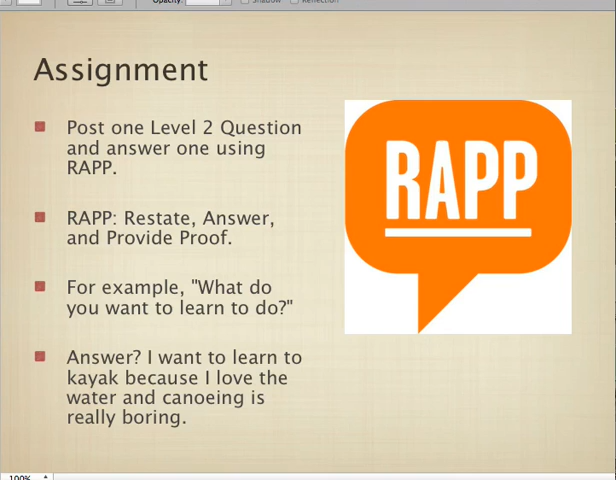 Opacity:
Shadow
Reflection
Assignment
Post one Level 2 Question
and answer one using
RAPP.
RAPP: Restate, Answer,
and Provide Proof.
For example, "What do
you want to learn to do?"
Answer? I want to learn to
kayak because I love the
water and canoeing is
really boring.
RAPP
100%